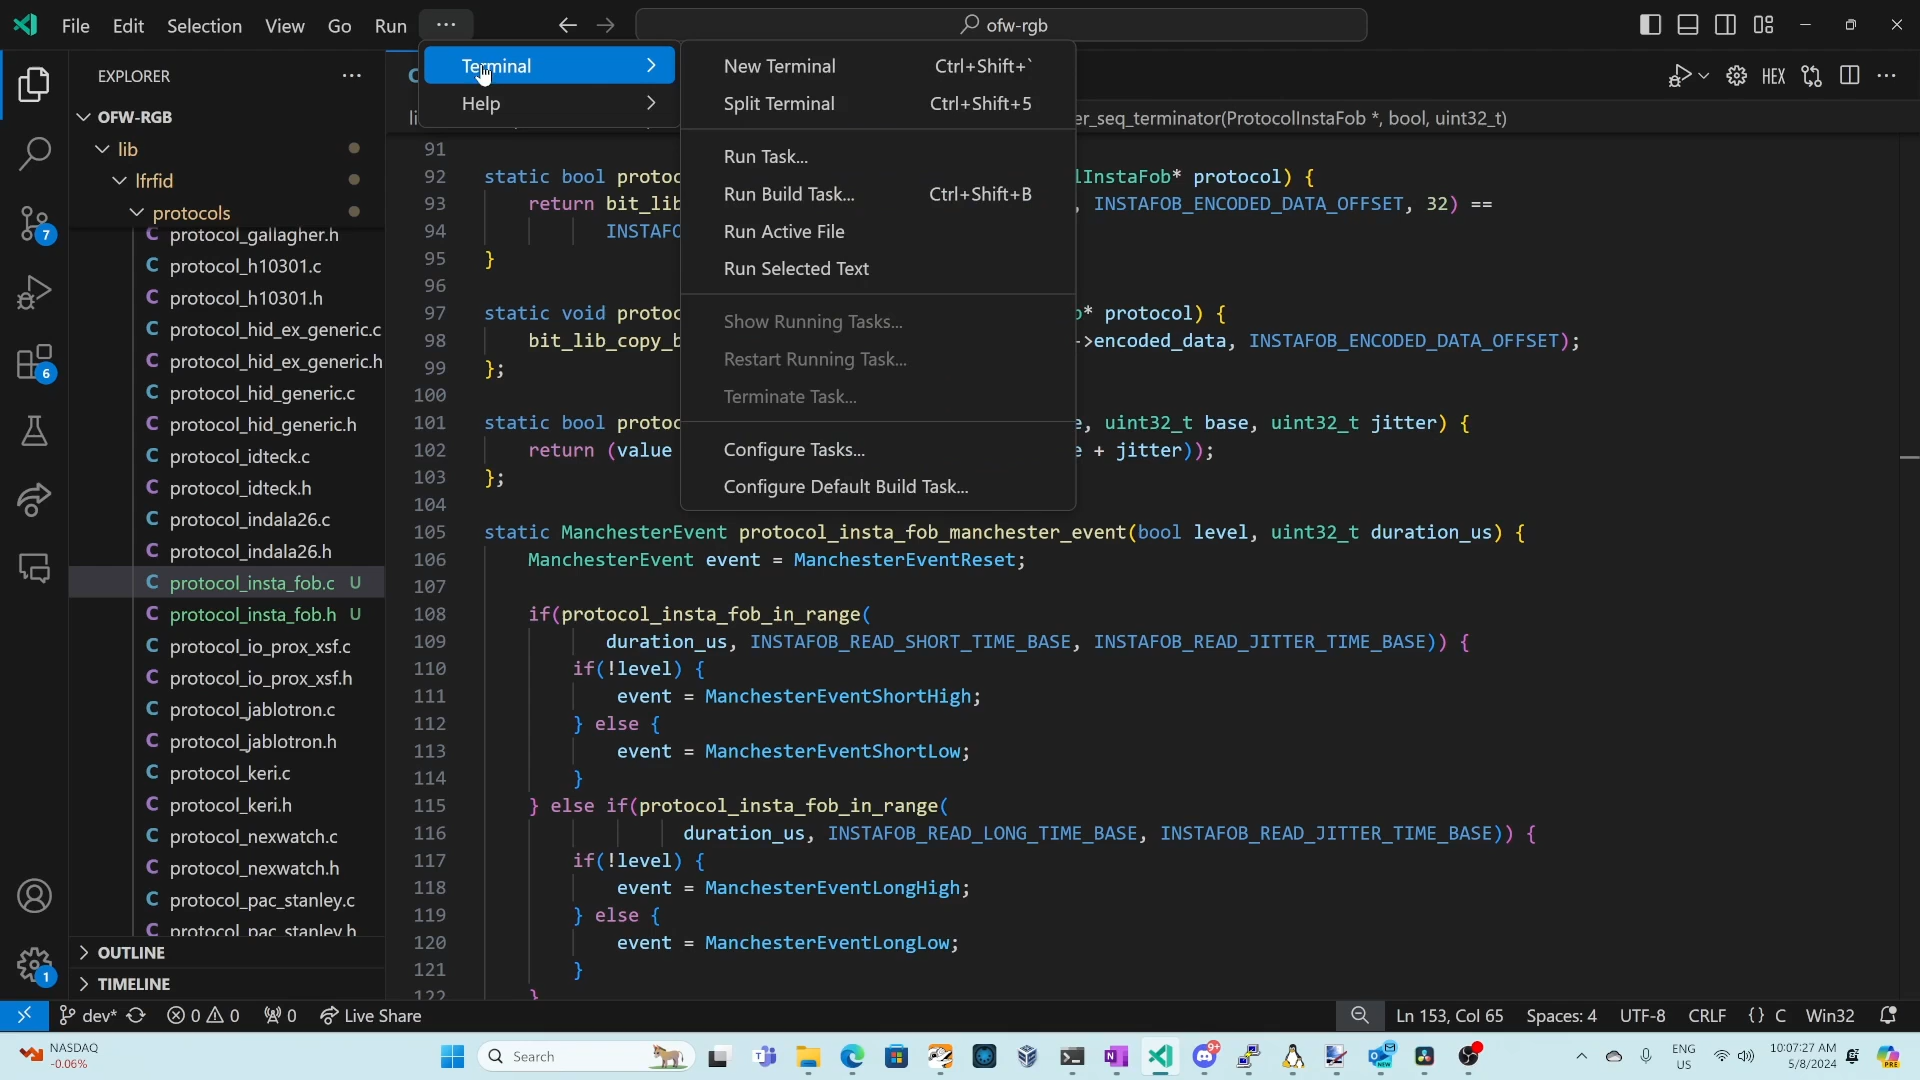 File Edit Selection View Go Run ···
ofw-rgb
EXPLORER
OFW-RGB
lib
lfrfid
protocols
protocol_gallagher.h
protocol_h10301.c
protocol_h10301.h
protocol_hid_ex_generic.c
protocol_hid_ex_generic.h
protocol_hid_generic.c
protocol_hid_generic.h
protocol_idteck.c
protocol_idteck.h
protocol_indala26.c
protocol_indala26.h
protocol_insta_fob.c U
protocol_insta_fob.h U
protocol_io_prox_xsf.c
protocol_io_prox_xsf.h
protocol_jablotron.c
protocol_jablotron.h
protocol_keri.c
protocol_keri.h
protocol_nexwatch.c
protocol_nexwatch.h
protocol_pac_stanley.c
protocol_pac_stanley.h
OUTLINE
TIMELINE
7
6
1
Terminal
Help
New Terminal Ctrl+Shift+`
Split Terminal Ctrl+Shift+5
Run Task...
Run Build Task... Ctrl+Shift+B
Run Active File
Run Selected Text
Show Running Tasks...
Restart Running Task...
Terminate Task...
Configure Tasks...
Configure Default Build Task...
HEX
li
er_seq_terminator(ProtocolInstaFob *, bool, uint32_t)
91
92 static bool protoc lInstaFob* protocol) {
93 return bit_lib , INSTAFOB_ENCODED_DATA_OFFSET, 32) ==
94 INSTAFO
95 }
96
97 static void protoc b* protocol) {
98 bit_lib_copy_b ->encoded_data, INSTAFOB_ENCODED_DATA_OFFSET);
99 };
100
101 static bool protoc e, uint32_t base, uint32_t jitter) {
102 return (value e + jitter));
103 };
104
105 static ManchesterEvent protocol_insta_fob_manchester_event(bool level, uint32_t duration_us) {
106 ManchesterEvent event = ManchesterEventReset;
107
108 if(protocol_insta_fob_in_range(
109 duration_us, INSTAFOB_READ_SHORT_TIME_BASE, INSTAFOB_READ_JITTER_TIME_BASE)) {
110 if(!level) {
111 event = ManchesterEventShortHigh;
112 } else {
113 event = ManchesterEventShortLow;
114 }
115 } else if(protocol_insta_fob_in_range(
116 duration_us, INSTAFOB_READ_LONG_TIME_BASE, INSTAFOB_READ_JITTER_TIME_BASE)) {
117 if(!level) {
118 event = ManchesterEventLongHigh;
119 } else {
120 event = ManchesterEventLongLow;
121 }
122 }
dev* 0 0 0 Live Share Ln 153, Col 65 Spaces: 4 UTF-8 CRLF {} C Win32
NASDAQ
-0.06%
Search
9+
NEW
ENG
US
10:07:27 AM
5/8/2024
PRE